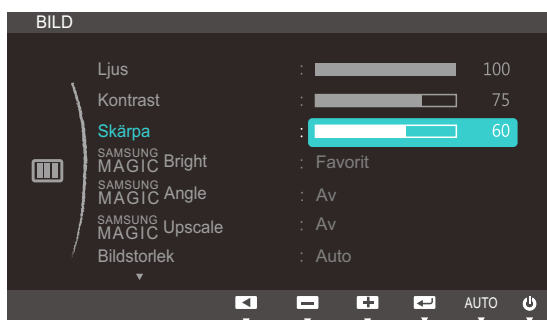 BILD
Ljus : 100
Kontrast : 75
Skärpa : 60
SAMSUNG MAGIC Bright : Favorit
SAMSUNG MAGIC Angle : Av
SAMSUNG MAGIC Upscale : Av
Bildstorlek : Auto
AUTO